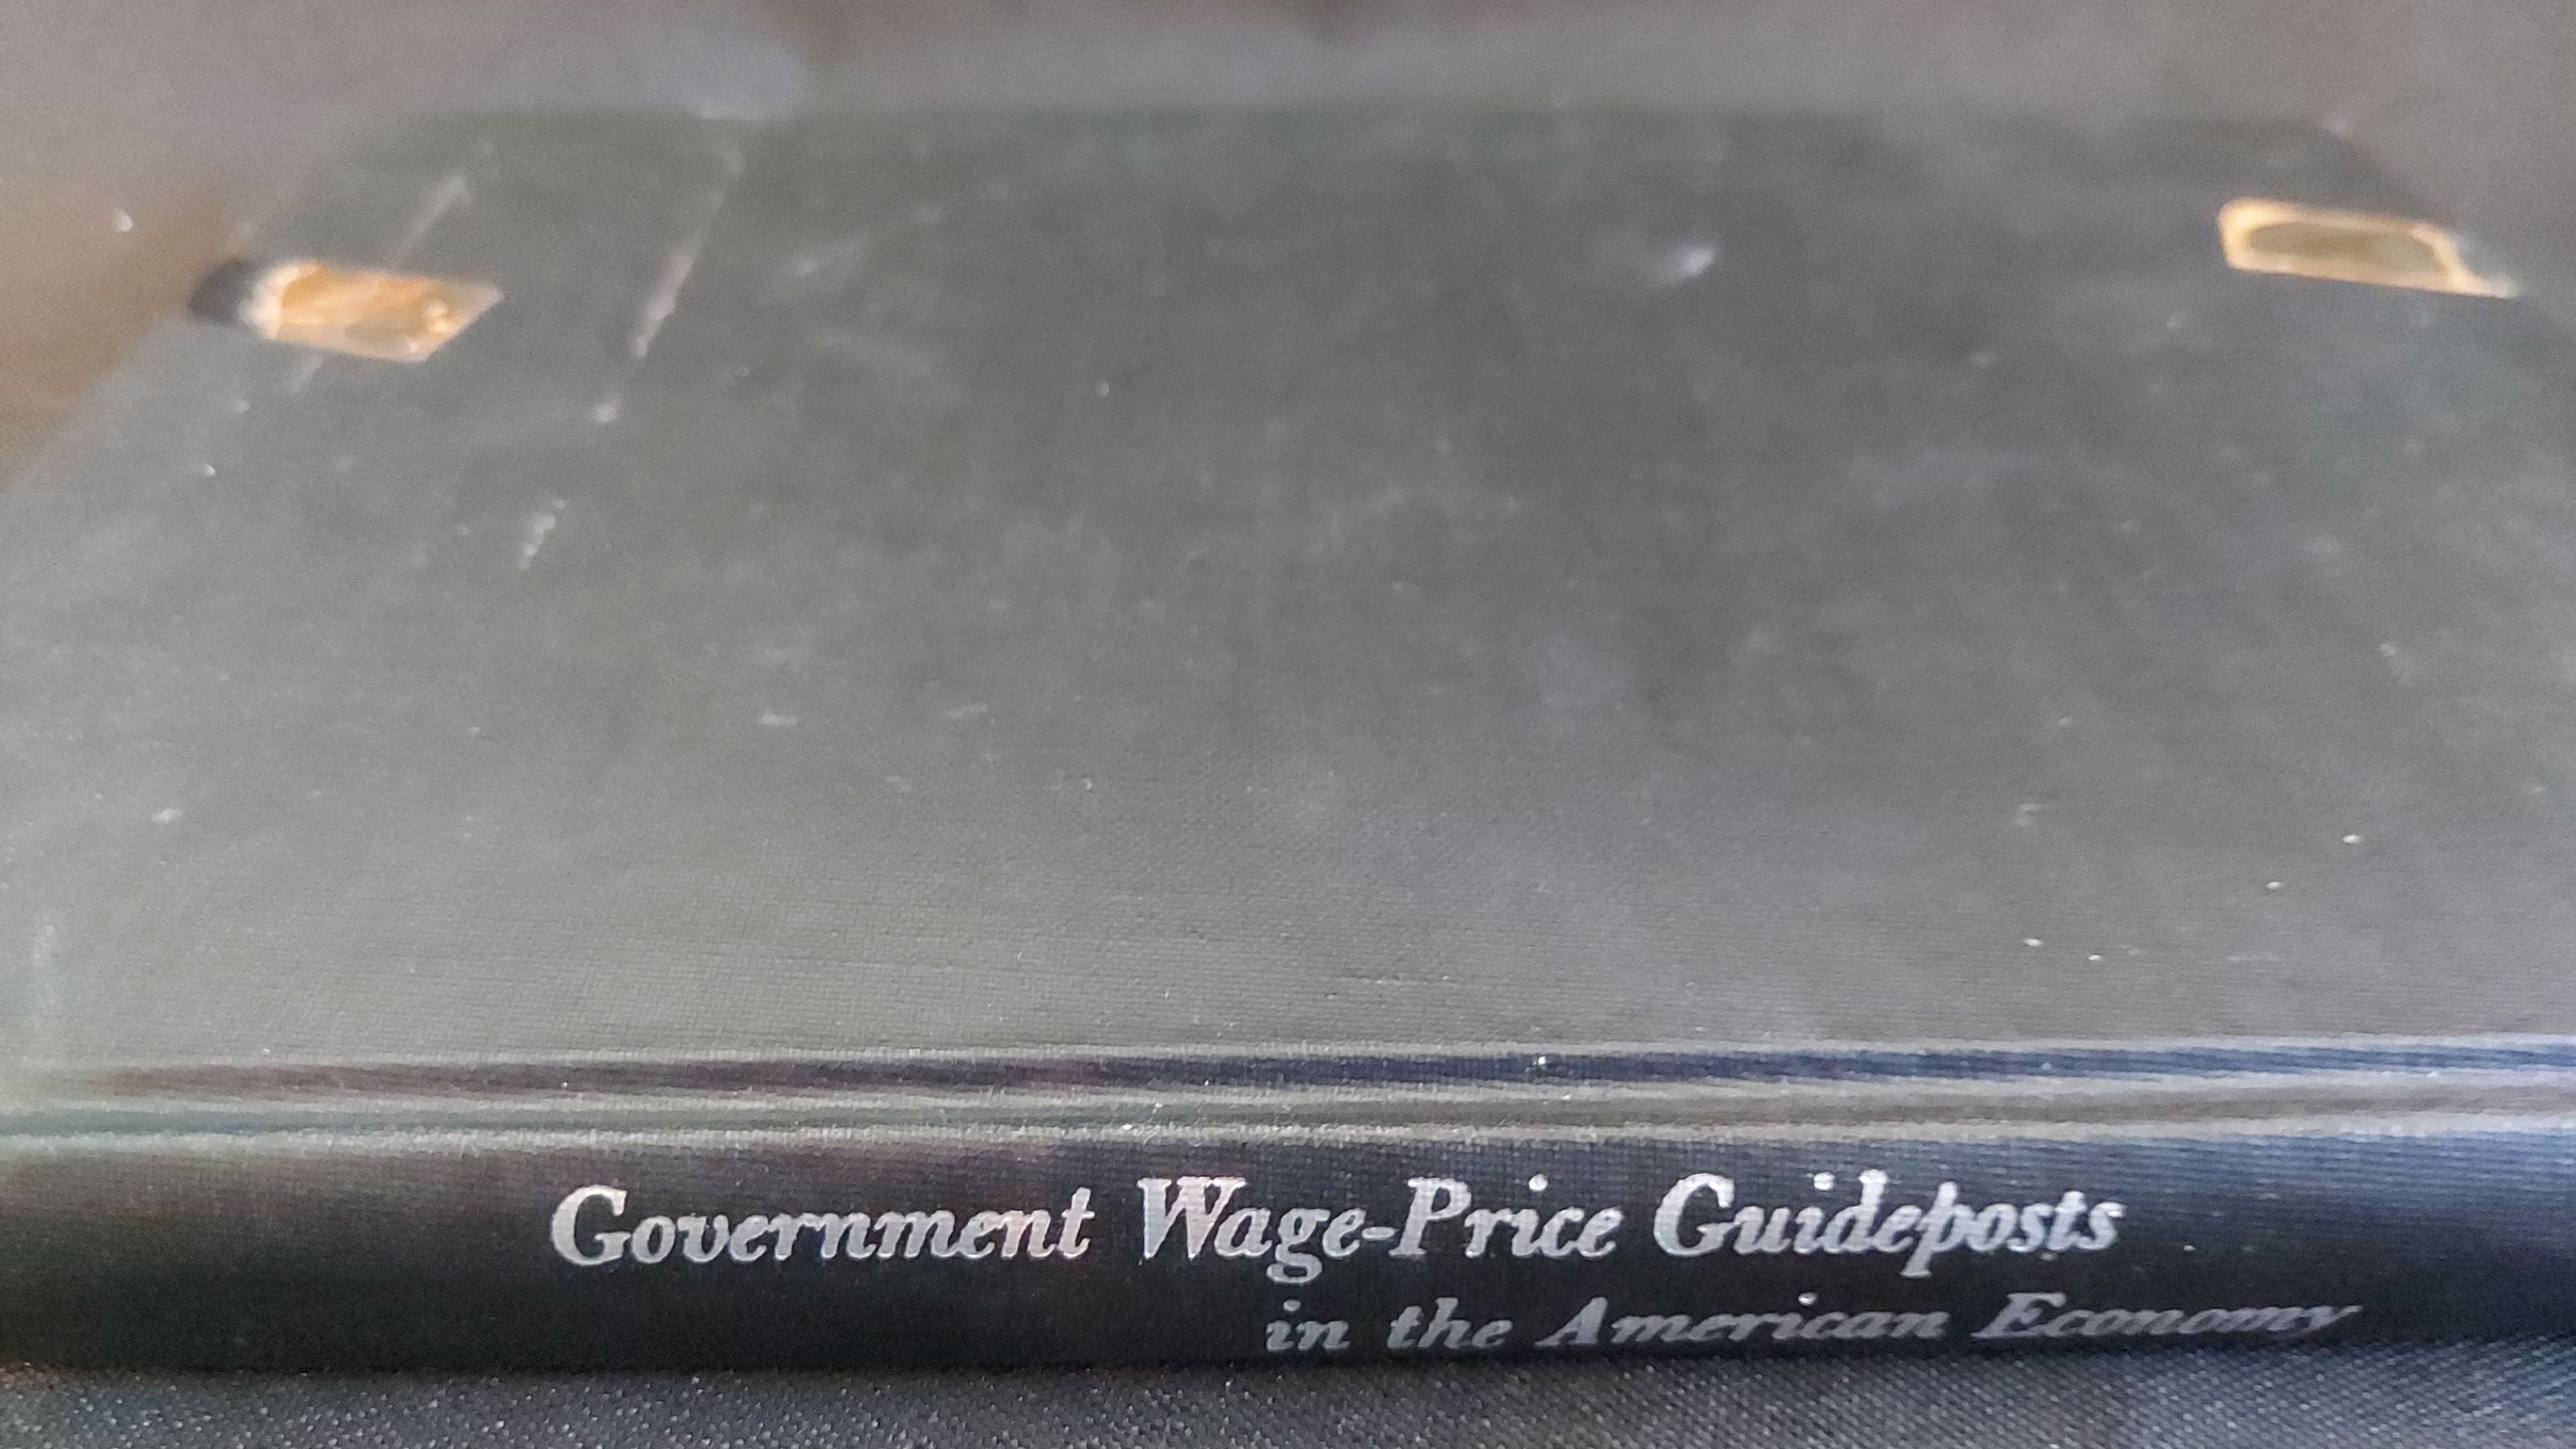 Government Wage-Price Guideposts
in the American Economy